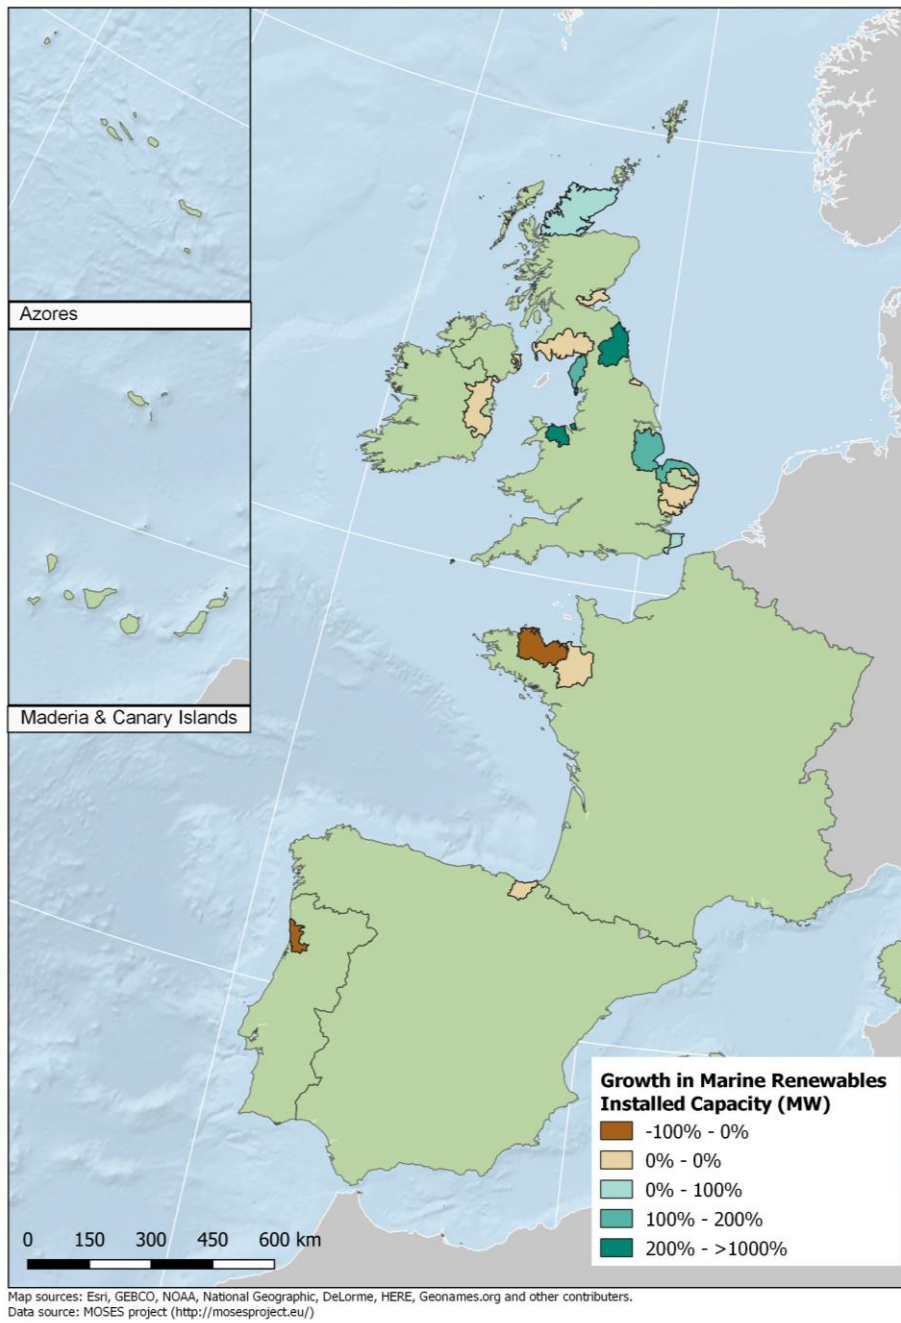 Azores
Maderia & Canary Islands
Growth in Marine Renewables
Installed Capacity (MW)
-100% - 0%
0% - 0%
0% - 100%
100% - 200%
200% - >1000%
0 150 300 450 600 km
Map sources: Esri, GEBCO, NOAA, National Geographic, DeLorme, HERE, Geonames.org and other contributers.
Data source: MOSES project (http://mosesproject.eu/)